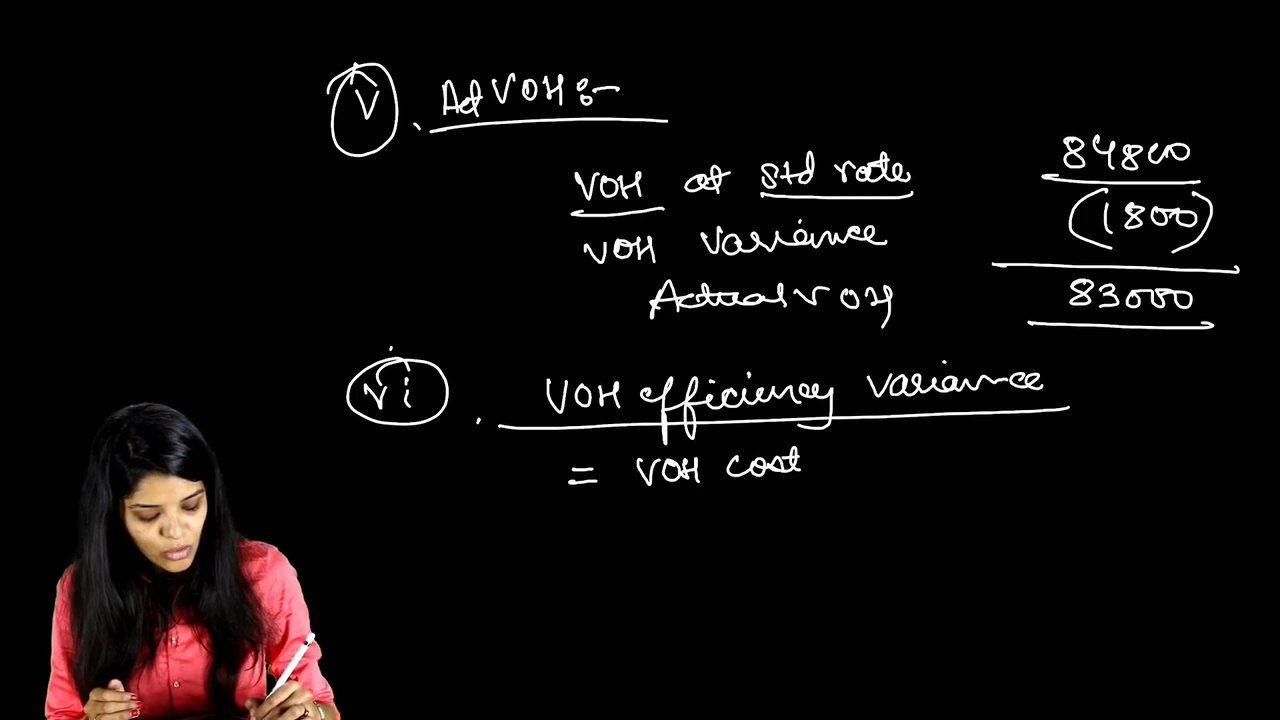 V. Act VOH :-
VOH at std rate 84800
VOH variance (1800)
Actual VOH 83000
vi. VOH efficiency variance
= VOH cost